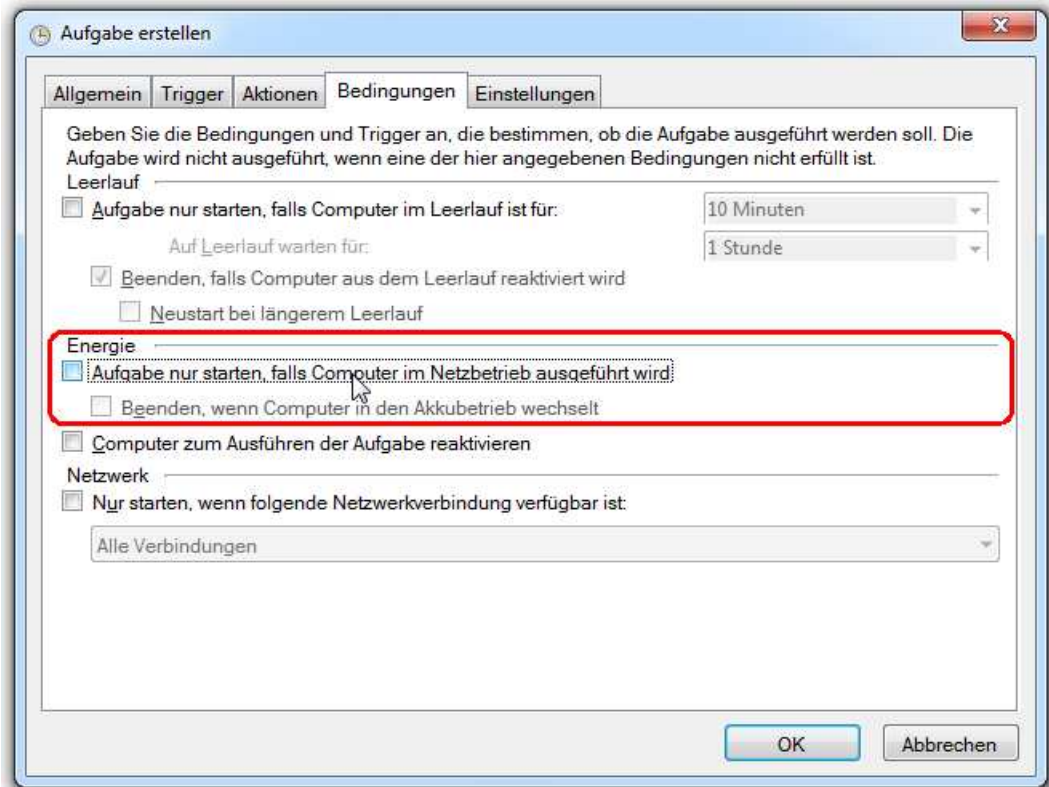 Aufgabe erstellen
Allgemein Trigger Aktionen Bedingungen Einstellungen
Geben Sie die Bedingungen und Trigger an, die bestimmen, ob die Aufgabe ausgeführt werden soll. Die
Aufgabe wird nicht ausgeführt, wenn eine der hier angegebenen Bedingungen nicht erfüllt ist.
Leerlauf
Aufgabe nur starten, falls Computer im Leerlauf ist für: 10 Minuten
Auf Leerlauf warten für: 1 Stunde
Beenden, falls Computer aus dem Leerlauf reaktiviert wird
Neustart bei längerem Leerlauf
Energie
Aufgabe nur starten, falls Computer im Netzbetrieb ausgeführt wird
Beenden, wenn Computer in den Akkubetrieb wechselt
Computer zum Ausführen der Aufgabe reaktivieren
Netzwerk
Nur starten, wenn folgende Netzwerkverbindung verfügbar ist:
Alle Verbindungen
OK Abbrechen